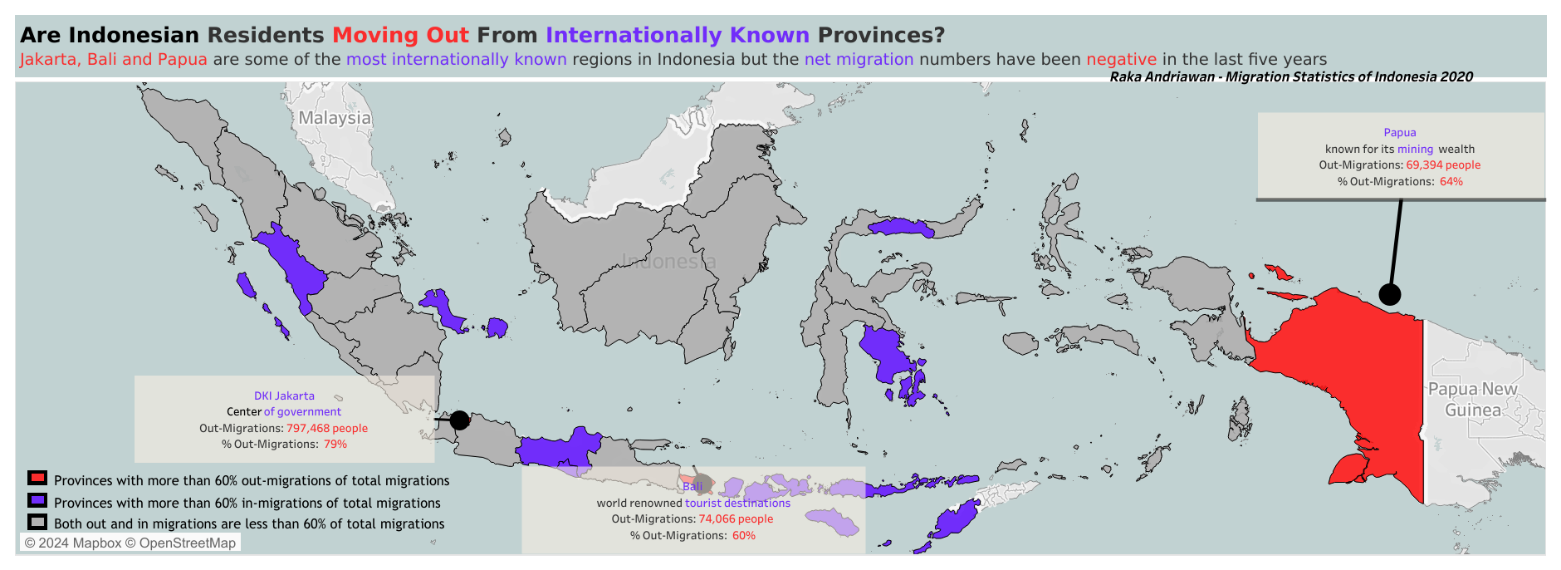 Are Indonesian Residents Moving Out From Internationally Known Provinces?
Jakarta, Bali and Papua are some of the most internationally known regions in Indonesia but the net migration numbers have been negative in the last five years
Raka Andriawan - Migration Statistics of Indonesia 2020
Malaysia
Papua
known for its mining wealth
Out-Migrations: 69,394 people
% Out-Migrations: 64%
Indonesia
Papua New
Guinea
DKI Jakarta
Center of government
Out-Migrations: 797,468 people
% Out-Migrations: 79%
Bali
world renowned tourist destinations
Out-Migrations: 74,066 people
% Out-Migrations: 60%
Provinces with more than 60% out-migrations of total migrations
Provinces with more than 60% in-migrations of total migrations
Both out and in migrations are less than 60% of total migrations
© 2024 Mapbox © OpenStreetMap